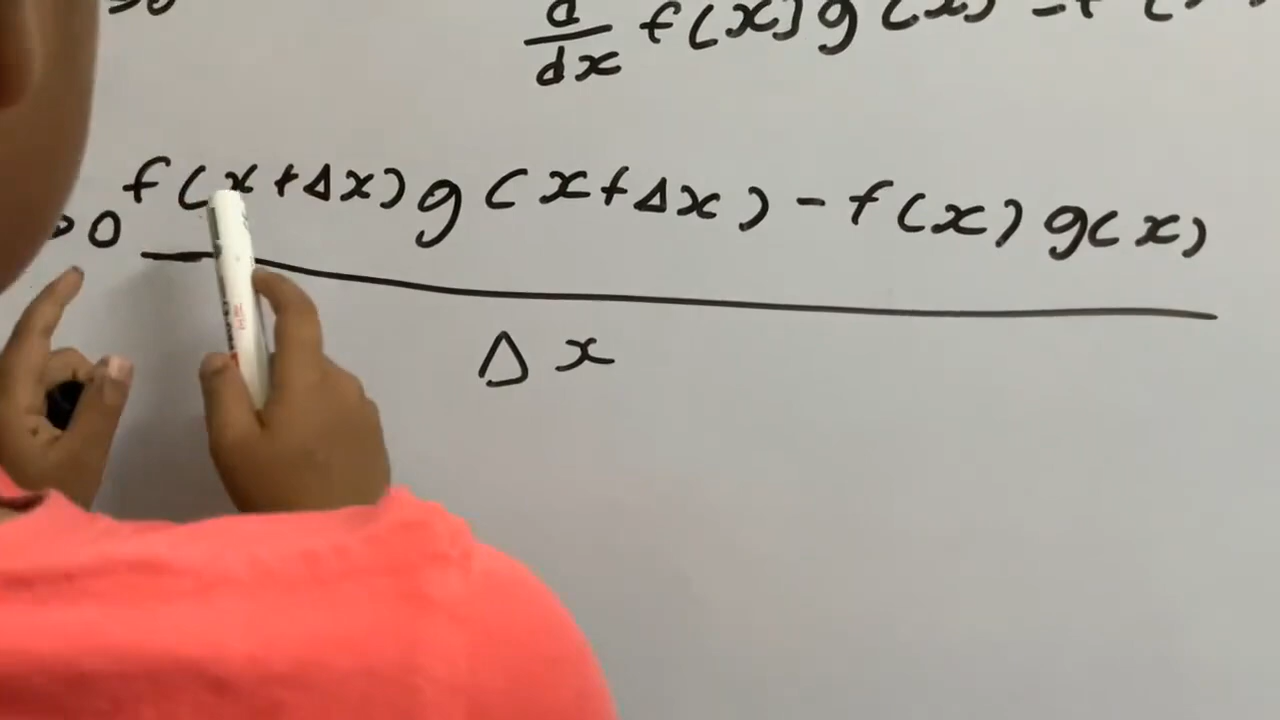 d/dx f(x)g(x) = f'(x)
→0 f(x+Δx)g(x+Δx)-f(x)g(x)
Δx